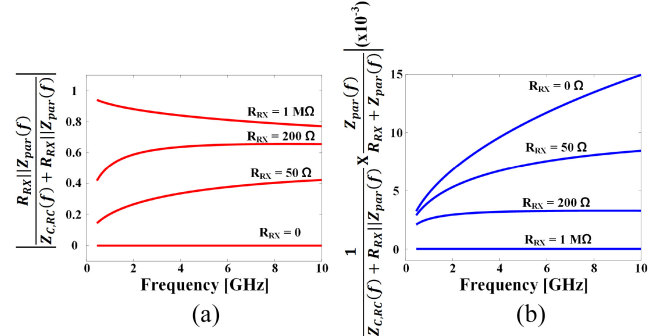 |R_RX||Z_par(f) / Z_C,RC(f) + R_RX||Z_par(f)|
1
0.8
0.6
0.4
0.2
0
R_RX = 1 MΩ
R_RX = 200 Ω
R_RX = 50 Ω
R_RX = 0
0 2 4 6 8 10
Frequency [GHz]
(a)
|1 / Z_C,RC(f) + R_RX||Z_par(f) X Z_par(f) / R_RX + Z_par(f)| (x10⁻³)
15
10
5
0
R_RX = 0 Ω
R_RX = 50 Ω
R_RX = 200 Ω
R_RX = 1 MΩ
0 2 4 6 8 10
Frequency [GHz]
(b)